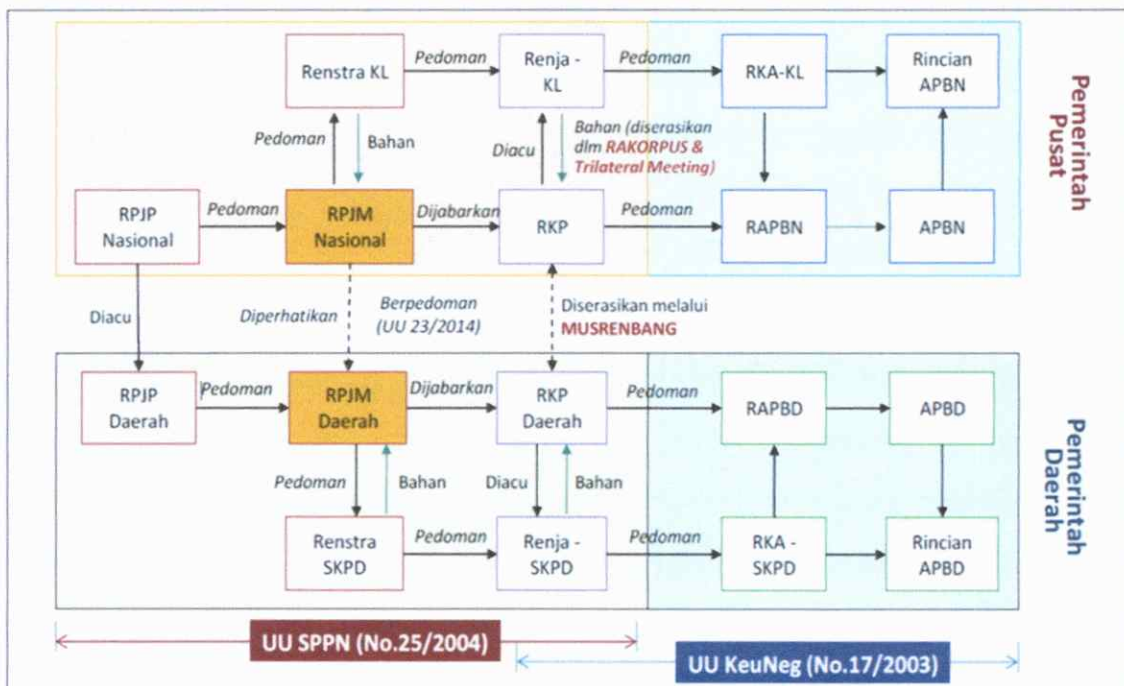 Pedoman
Pedoman
Pedoman
Renstra KL
Renja -
KL
RKA-KL
Rincian
APBN
Pedoman
Bahan
Diacu
Bahan (diserasikan
dlm RAKORPUS &
Trilateral Meeting)
RPJP
Nasional
Pedoman
RPJM
Nasional
Dijabarkan
RKP
Pedoman
RAPBN
APBN
Pemerintah
Pusat
Diacu
Diperhatikan
Berpedoman
(UU 23/2014)
Diserasikan melalui
MUSRENBANG
RPJP
Daerah
Pedoman
RPJM
Daerah
Dijabarkan
RKP
Daerah
Pedoman
RAPBD
APBD
Pedoman
Bahan
Diacu
Bahan
Renstra
SKPD
Pedoman
Renja -
SKPD
Pedoman
RKA -
SKPD
Rincian
APBD
Pemerintah
Daerah
UU SPPN (No.25/2004)
UU KeuNeg (No.17/2003)